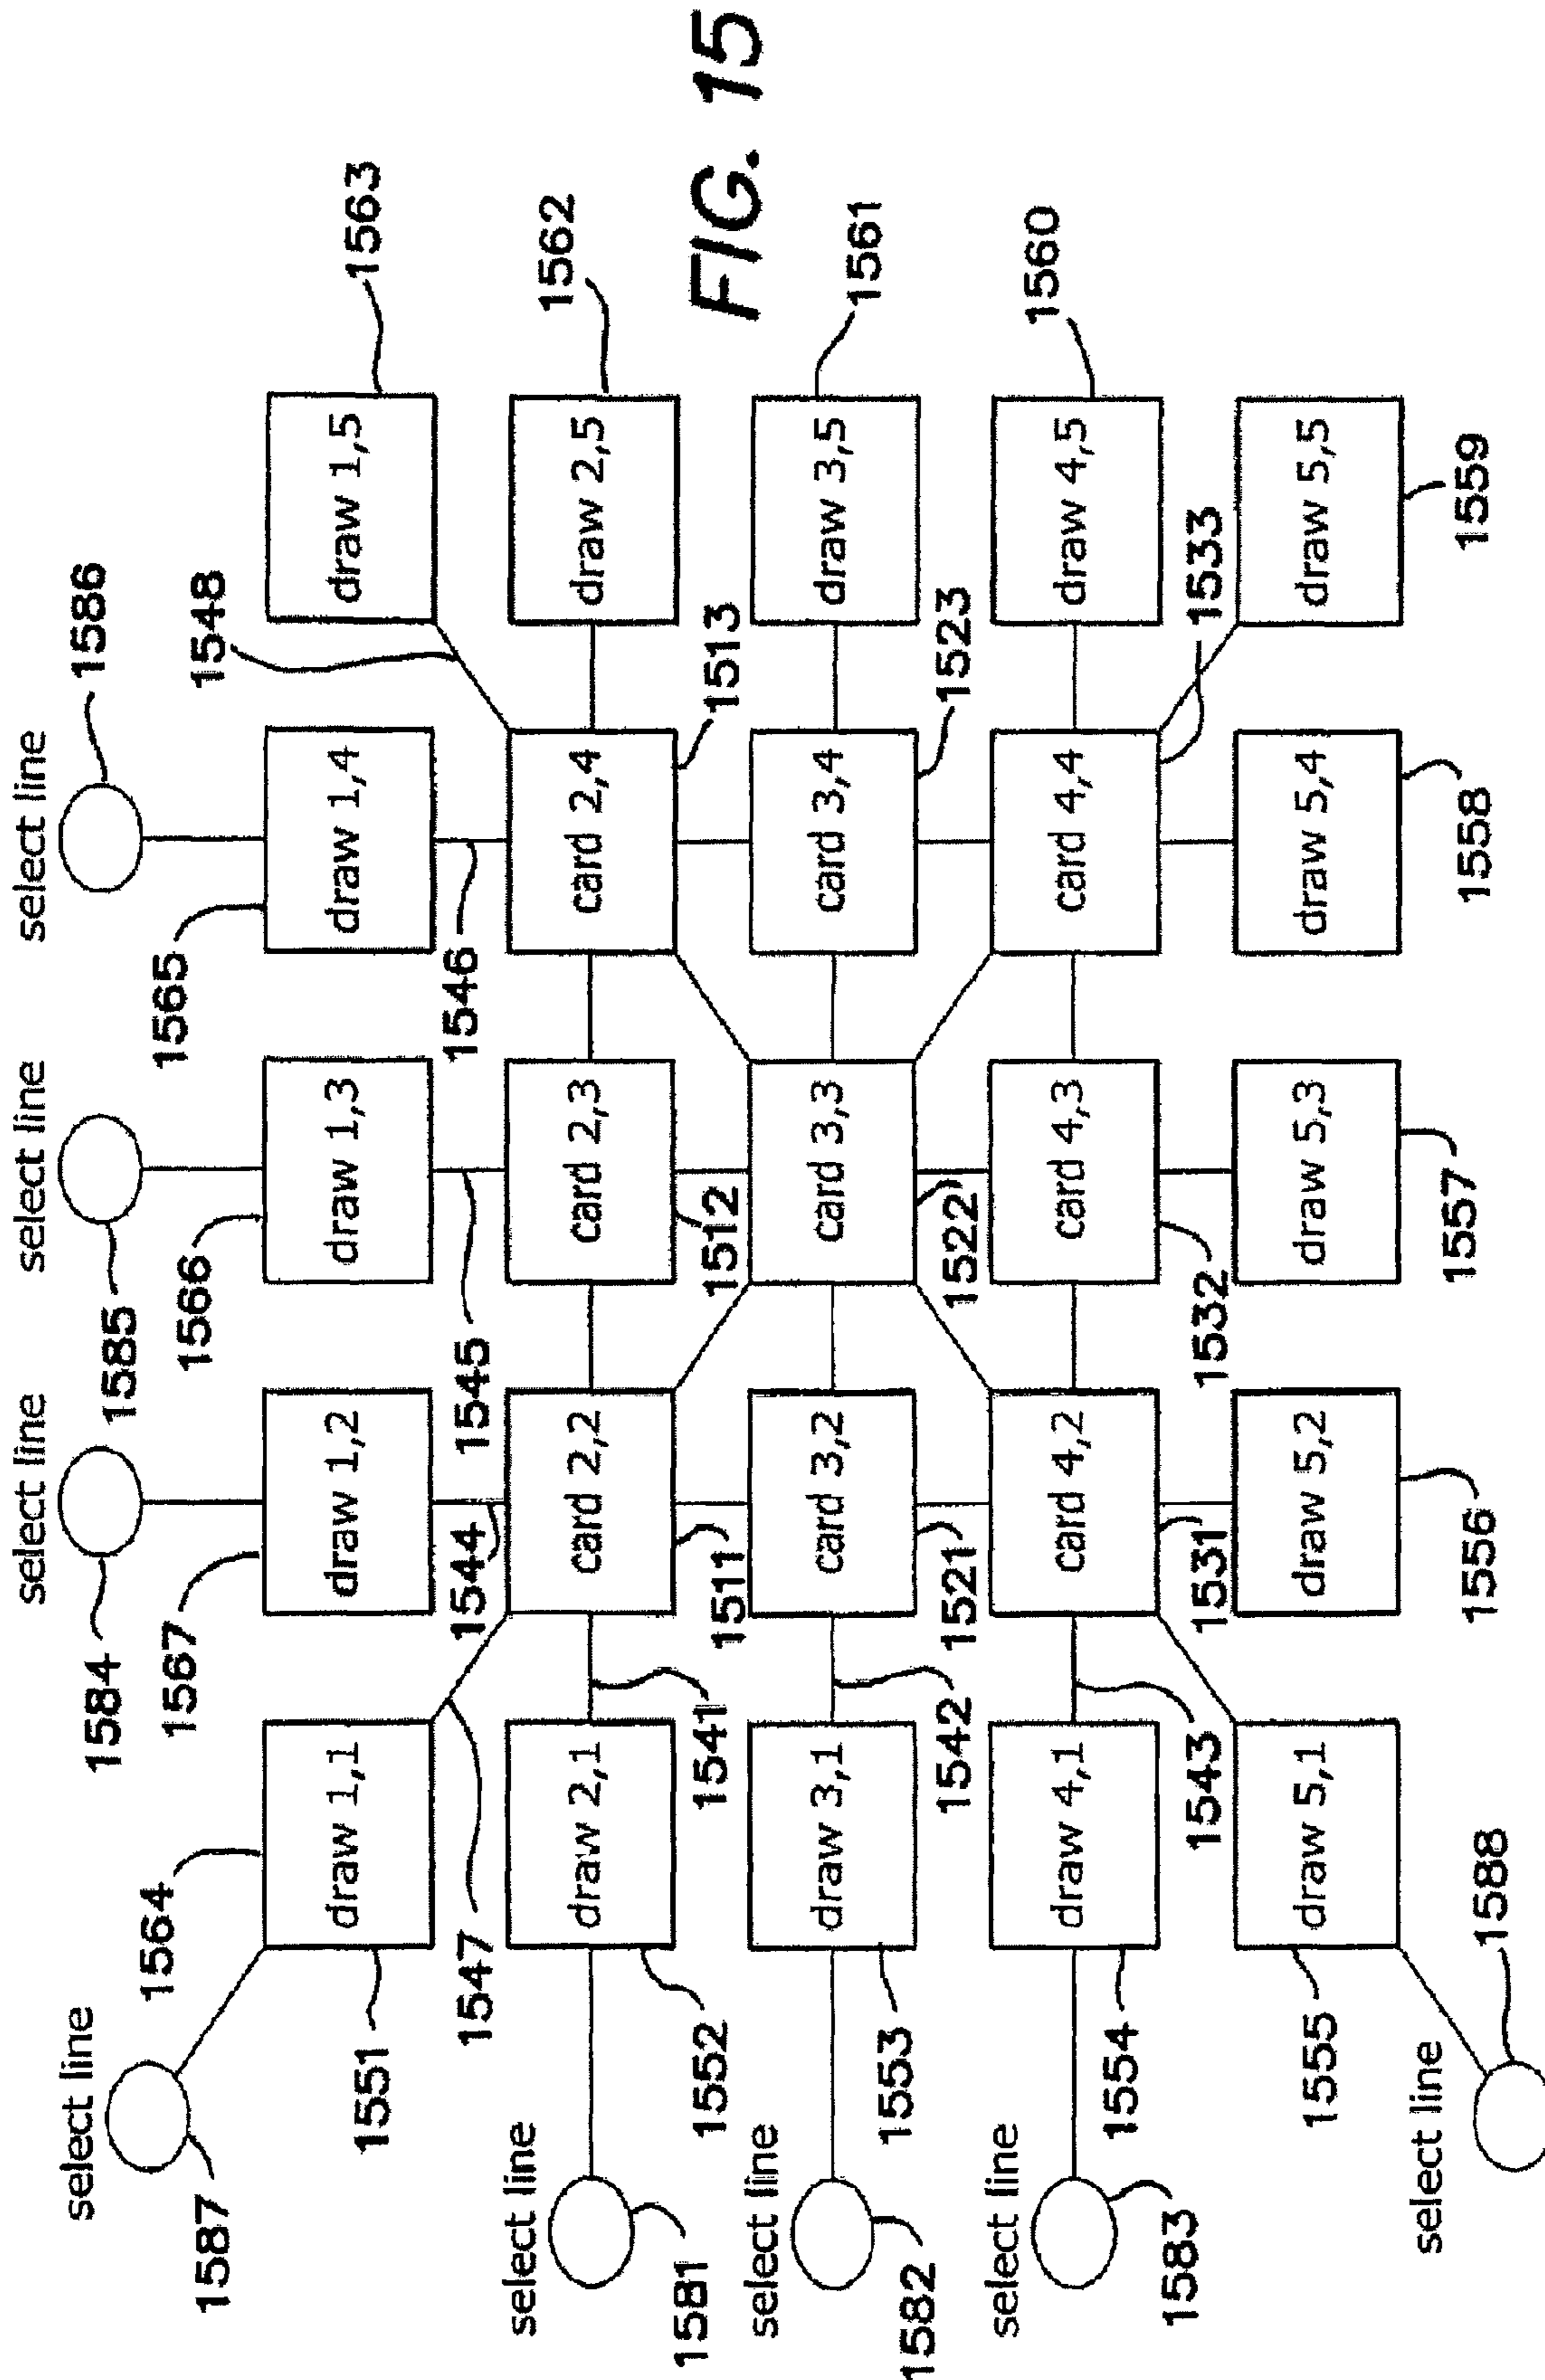 select line
select line
select line
select line
1587
1584
1585
1586
1564
1567
1566
1565
1548
1563
draw 1,1
draw 1,2
draw 1,3
draw 1,4
draw 1,5
1551
1547
1544
1545
1546
1562
select line
draw 2,1
card 2,2
card 2,3
card 2,4
draw 2,5
1581
1552
1541
1511
1512
1513
FIG. 15
select line
draw 3,1
card 3,2
card 3,3
card 3,4
draw 3,5
1561
1582
1553
1542
1521
1522
1523
select line
draw 4,1
card 4,2
card 4,3
card 4,4
draw 4,5
1560
1583
1554
1543
1531
1532
1533
draw 5,1
draw 5,2
draw 5,3
draw 5,4
draw 5,5
1555
select line
1588
1556
1557
1558
1559